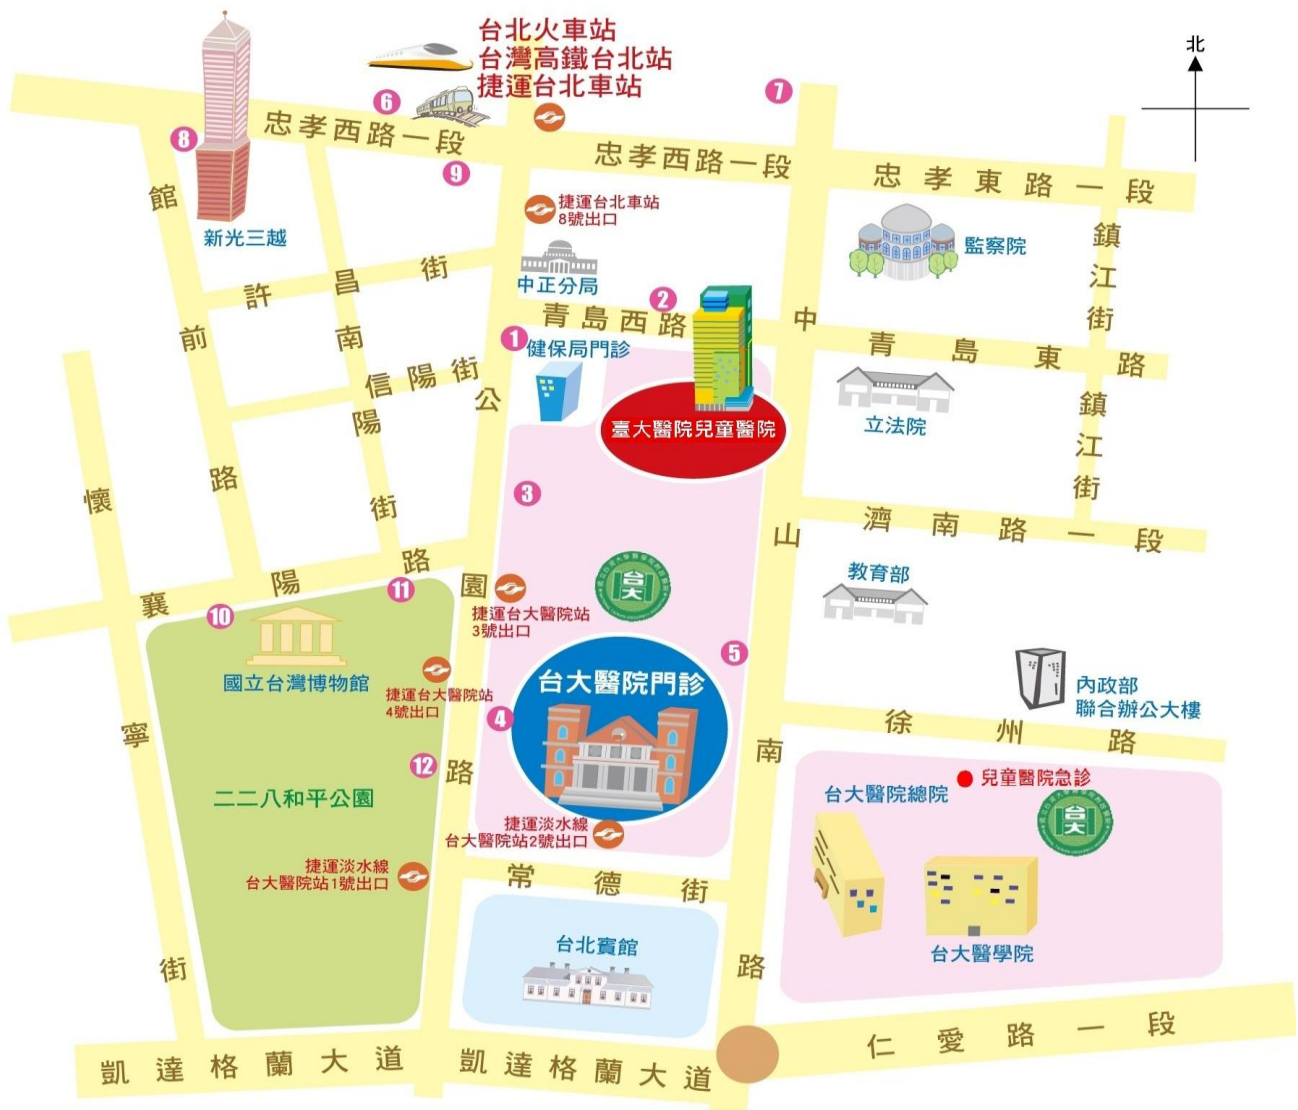 台北火車站
台灣高鐵台北站
捷運台北車站
北
6
7
8
9
忠孝西路一段
忠孝西路一段
忠孝東路一段
館前路
新光三越
捷運台北車站
8號出口
監察院
鎮江街
許昌街
中正分局
2
青島西路
中山南路
青島東路
1
健保局門診
南陽街
信陽街
公園路
立法院
鎮江街
臺大醫院兒童醫院
3
懷寧街
濟南路一段
襄陽路
教育部
台大
10
11
捷運台大醫院站
3號出口
5
國立台灣博物館
捷運台大醫院站
4號出口
台大醫院門診
4
內政部
聯合辦公大樓
徐州路
12
二二八和平公園
兒童醫院急診
台大醫院總院
台大
捷運淡水線
台大醫院站2號出口
捷運淡水線
台大醫院站1號出口
常德街
台北賓館
台大醫學院
凱達格蘭大道
凱達格蘭大道
仁愛路一段